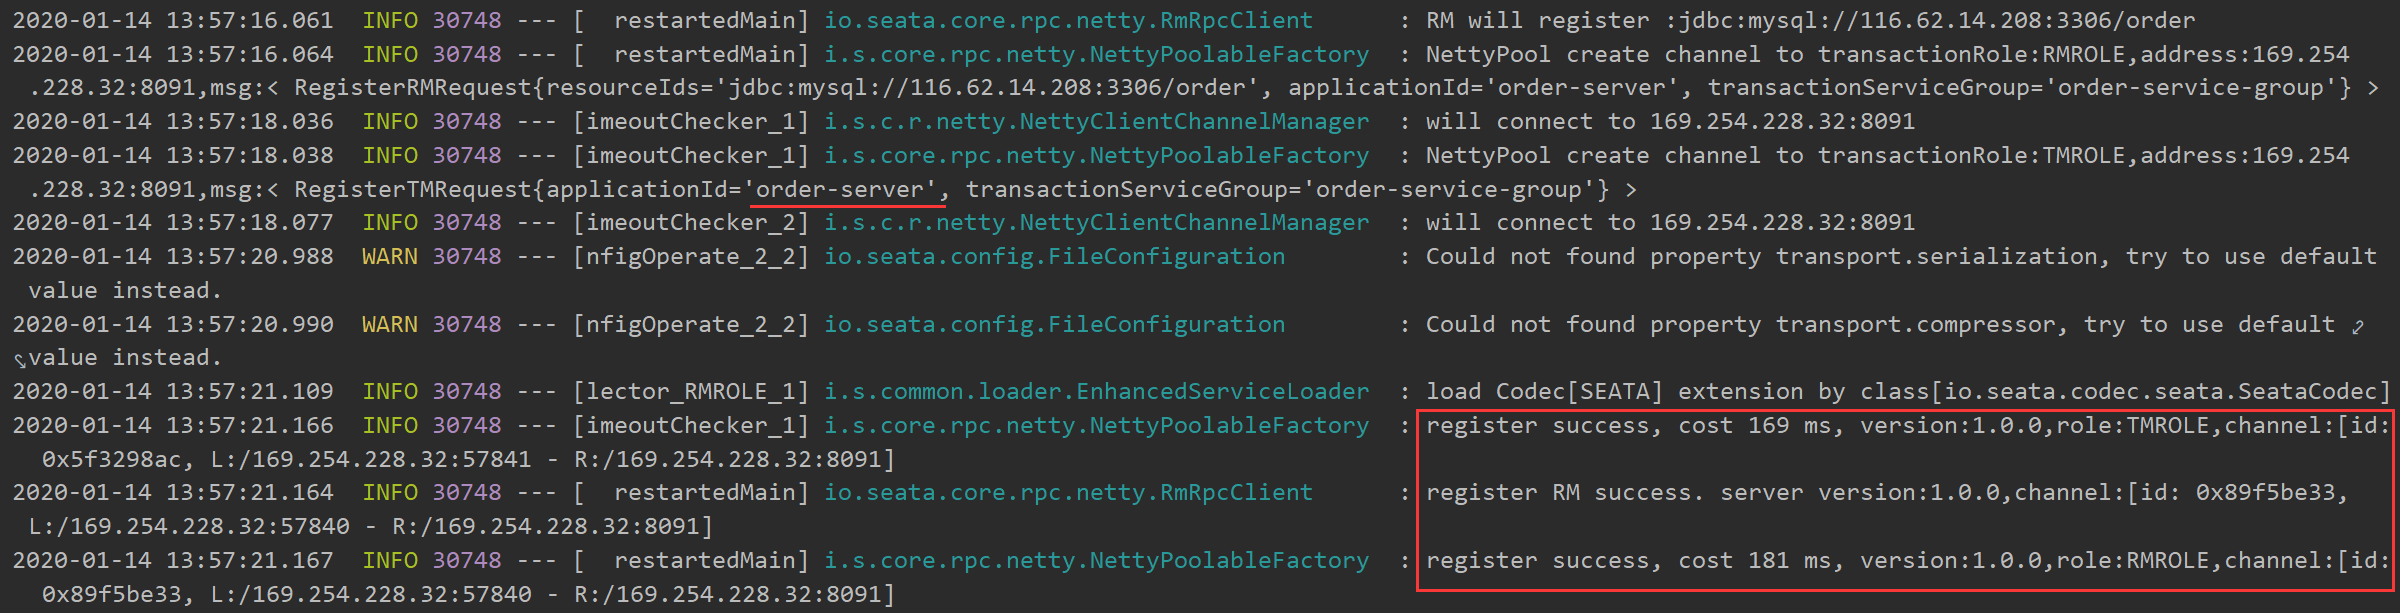 2020-01-14 13:57:16.061  INFO 30748 --- [  restartedMain] io.seata.core.rpc.netty.RmRpcClient      : RM will register :jdbc:mysql://116.62.14.208:3306/order
2020-01-14 13:57:16.064  INFO 30748 --- [  restartedMain] i.s.core.rpc.netty.NettyPoolableFactory  : NettyPool create channel to transactionRole:RMROLE,address:169.254
.228.32:8091,msg:< RegisterRMRequest{resourceIds='jdbc:mysql://116.62.14.208:3306/order', applicationId='order-server', transactionServiceGroup='order-service-group'} >
2020-01-14 13:57:18.036  INFO 30748 --- [imeoutChecker_1] i.s.c.r.netty.NettyClientChannelManager  : will connect to 169.254.228.32:8091
2020-01-14 13:57:18.038  INFO 30748 --- [imeoutChecker_1] i.s.core.rpc.netty.NettyPoolableFactory  : NettyPool create channel to transactionRole:TMROLE,address:169.254
.228.32:8091,msg:< RegisterTMRequest{applicationId='order-server', transactionServiceGroup='order-service-group'} >
2020-01-14 13:57:18.077  INFO 30748 --- [imeoutChecker_2] i.s.c.r.netty.NettyClientChannelManager  : will connect to 169.254.228.32:8091
2020-01-14 13:57:20.988  WARN 30748 --- [nfigOperate_2_2] io.seata.config.FileConfiguration        : Could not found property transport.serialization, try to use default
value instead.
2020-01-14 13:57:20.990  WARN 30748 --- [nfigOperate_2_2] io.seata.config.FileConfiguration        : Could not found property transport.compressor, try to use default
value instead.
2020-01-14 13:57:21.109  INFO 30748 --- [lector_RMROLE_1] i.s.common.loader.EnhancedServiceLoader  : load Codec[SEATA] extension by class[io.seata.codec.seata.SeataCodec]
2020-01-14 13:57:21.166  INFO 30748 --- [imeoutChecker_1] i.s.core.rpc.netty.NettyPoolableFactory  : register success, cost 169 ms, version:1.0.0,role:TMROLE,channel:[id:
0x5f3298ac, L:/169.254.228.32:57841 - R:/169.254.228.32:8091]
2020-01-14 13:57:21.164  INFO 30748 --- [  restartedMain] io.seata.core.rpc.netty.RmRpcClient      : register RM success. server version:1.0.0,channel:[id: 0x89f5be33,
L:/169.254.228.32:57840 - R:/169.254.228.32:8091]
2020-01-14 13:57:21.167  INFO 30748 --- [  restartedMain] i.s.core.rpc.netty.NettyPoolableFactory  : register success, cost 181 ms, version:1.0.0,role:RMROLE,channel:[id:
0x89f5be33, L:/169.254.228.32:57840 - R:/169.254.228.32:8091]